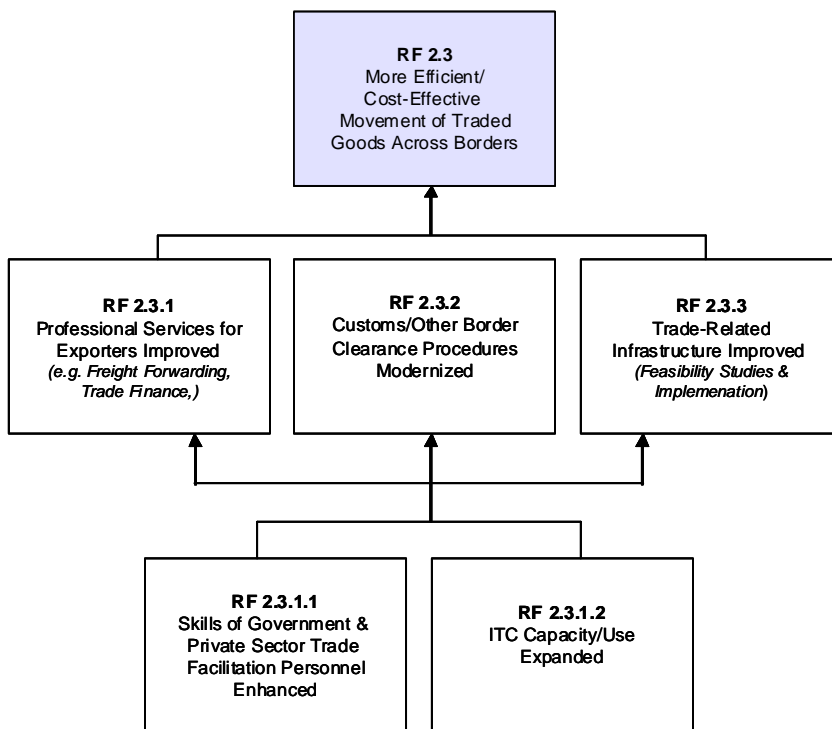 RF 2.3
More Efficient/
Cost-Effective
Movement of Traded
Goods Across Borders
RF 2.3.1
Professional Services for
Exporters Improved
(e.g. Freight Forwarding,
Trade Finance,)
RF 2.3.2
Customs/Other Border
Clearance Procedures
Modernized
RF 2.3.3
Trade-Related
Infrastructure Improved
(Feasibility Studies &
Implemenation)
RF 2.3.1.1
Skills of Government &
Private Sector Trade
Facilitation Personnel
Enhanced
RF 2.3.1.2
ITC Capacity/Use
Expanded